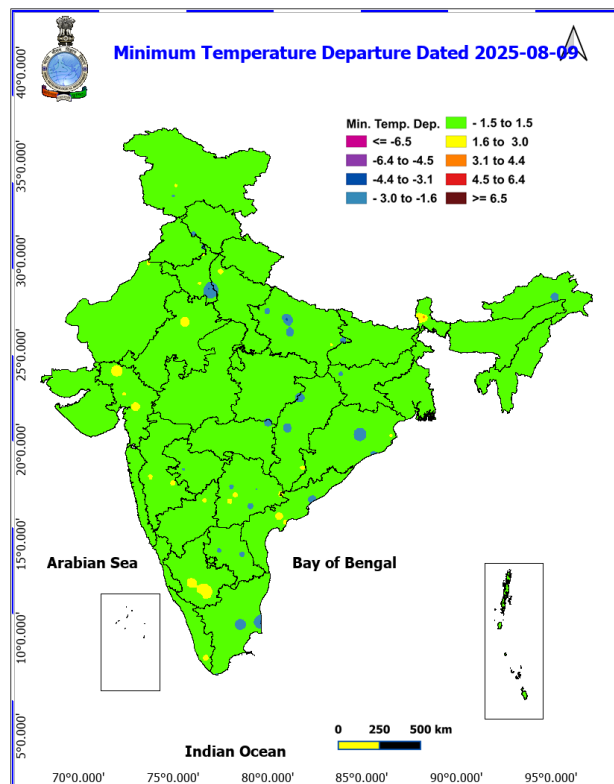 Minimum Temperature Departure Dated 2025-08-09
Min. Temp. Dep.
<= -6.5
-6.4 to -4.5
-4.4 to -3.1
- 3.0 to -1.6
- 1.5 to 1.5
1.6 to 3.0
3.1 to 4.4
4.5 to 6.4
>= 6.5
40°0.000'
35°0.000'
30°0.000'
25°0.000'
20°0.000'
15°0.000'
10°0.000'
5°0.000'
Arabian Sea
Bay of Bengal
Indian Ocean
0 250 500 km
70°0.000' 75°0.000' 80°0.000' 85°0.000' 90°0.000' 95°0.000'